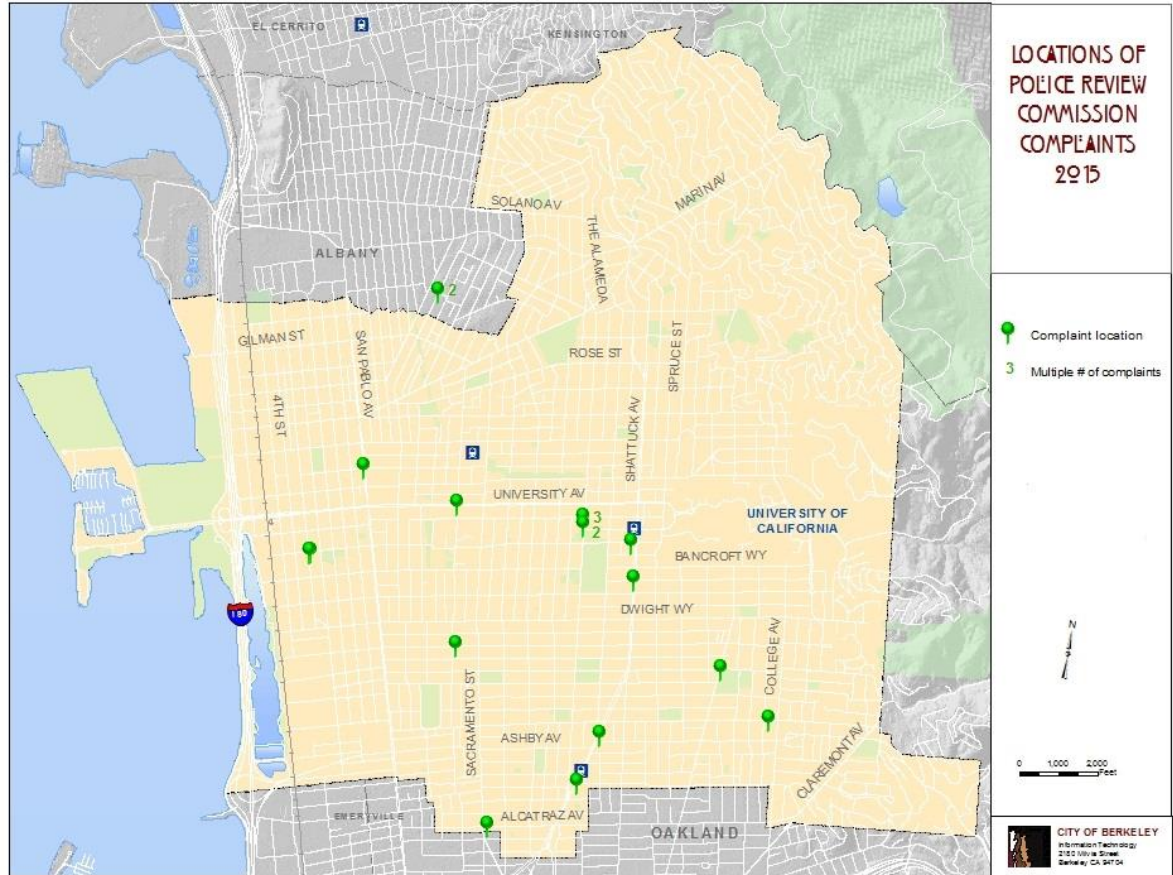 LOCATIONS OF
POLICE REVIEW
COMMISSION
COMPLAINTS
2015
EL CERRITO
KENSINGTON
SOLANO AV
MARIN AV
THE ALAMEDA
ALBANY
2
GILMAN ST
SAN PABLO AV
ROSE ST
SPRUCE ST
4TH ST
SHATTUCK AV
UNIVERSITY AV
3
2
UNIVERSITY OF
CALIFORNIA
BANCROFT WY
DWIGHT WY
COLLEGE AV
SACRAMENTO ST
ASHBY AV
CLAREMONT AV
EMERYVILLE
ALCATRAZ AV
OAKLAND
Complaint location
3 Multiple # of complaints
N
0 1,000 2,000
Feet
CITY OF BERKELEY
Information Technology
2180 Milvia Street
Berkeley CA 94704